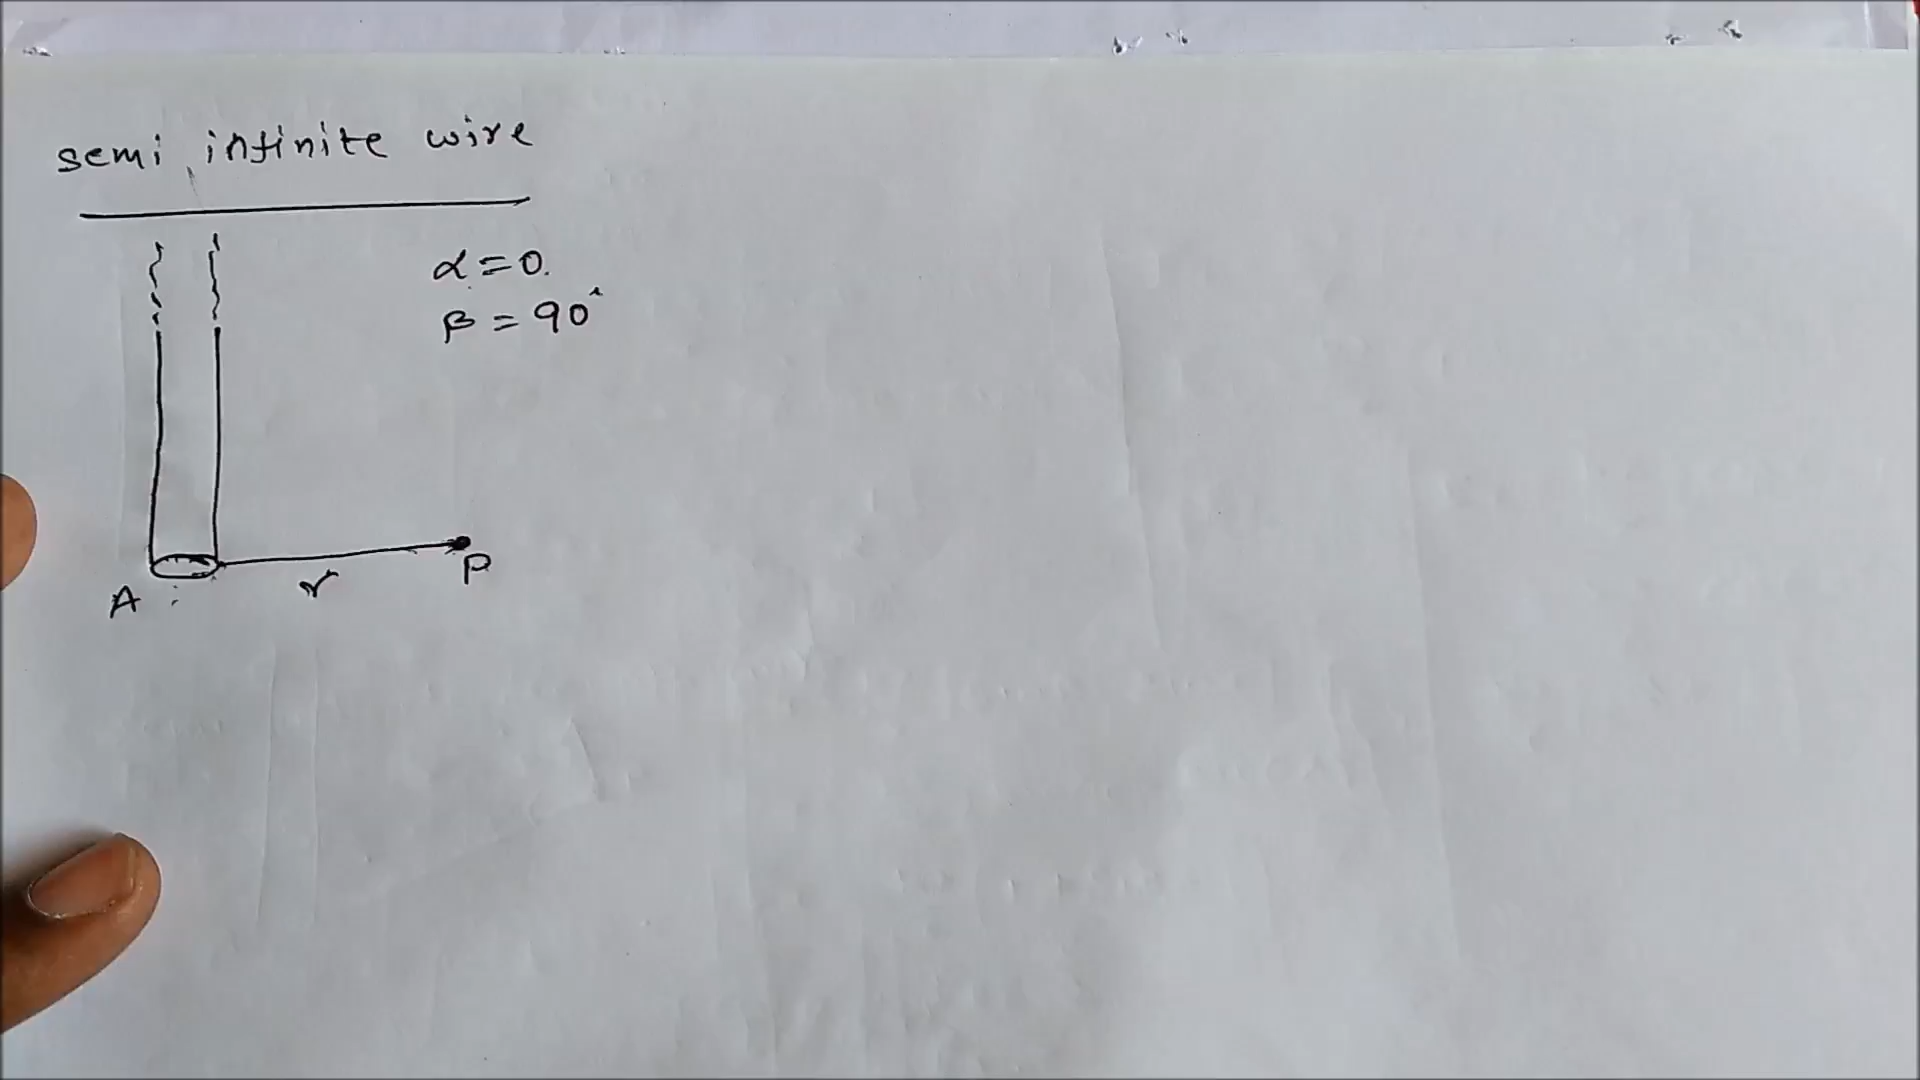 semi infinite wire
α = 0.
β = 90°
A
r
P